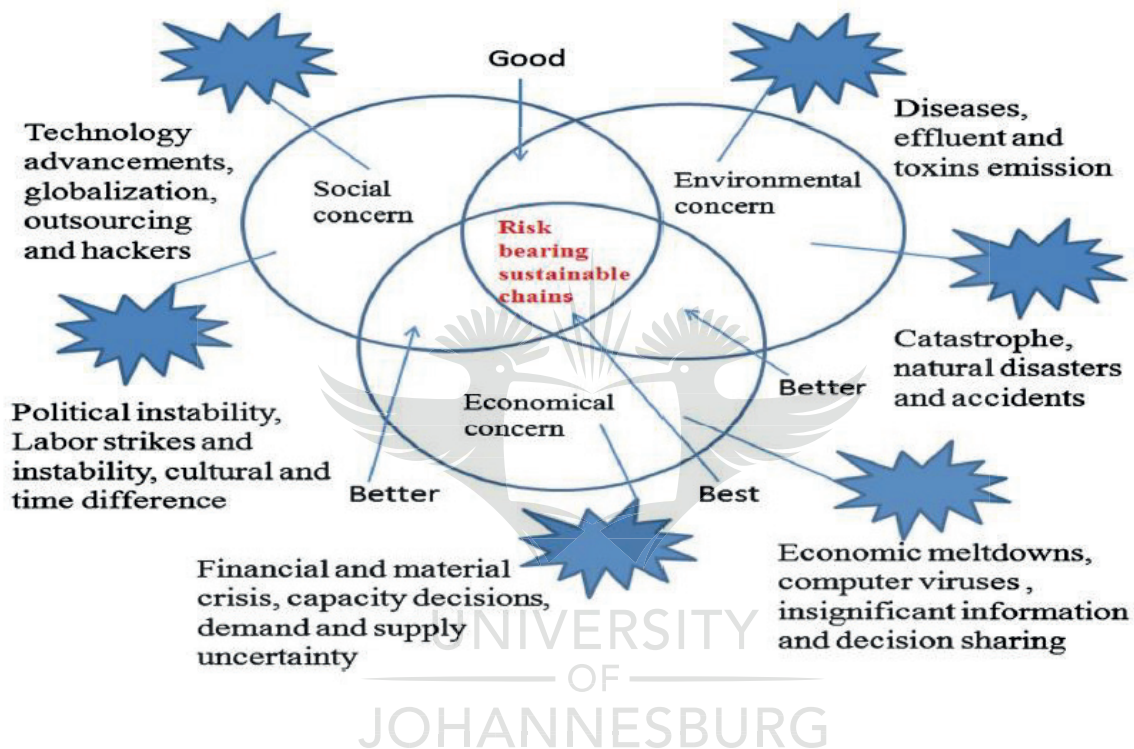 Good
Technology
advancements,
globalization,
outsourcing
and hackers
Social
concern
Environmental
concern
Diseases,
effluent and
toxins emission
Risk
bearing
sustainable
chains
Catastrophe,
natural disasters
and accidents
Better
Political instability,
Labor strikes and
instability, cultural and
time difference
Economical
concern
Better
Best
Financial and material
crisis, capacity decisions,
demand and supply
uncertainty
Economic meltdowns,
computer viruses ,
insignificant information
and decision sharing
UNIVERSITY
OF
JOHANNESBURG